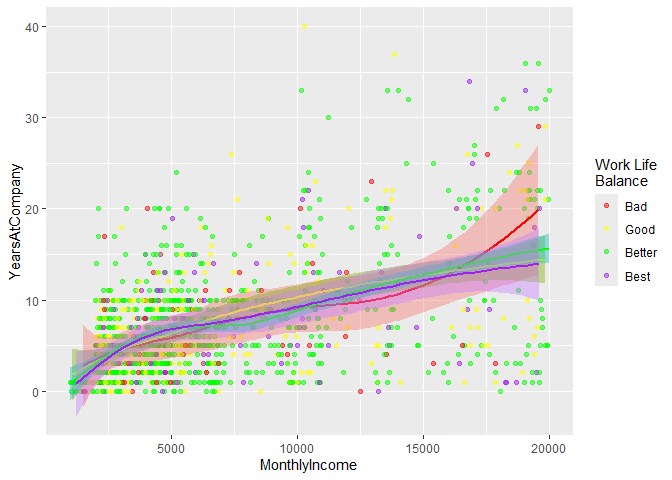 40
30
20
10
0
YearsAtCompany
5000
10000
15000
20000
MonthlyIncome
Work Life
Balance
Bad
Good
Better
Best